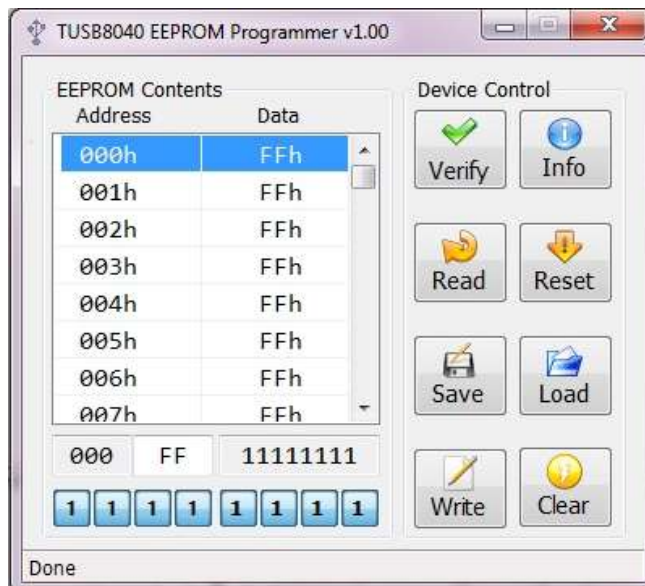 TUSB8040 EEPROM Programmer v1.00
EEPROM Contents
Address Data
000h FFh
001h FFh
002h FFh
003h FFh
004h FFh
005h FFh
006h FFh
007h FFh
000 FF 11111111
1 1 1 1 1 1 1 1
Device Control
Verify Info
Read Reset
Save Load
Write Clear
Done